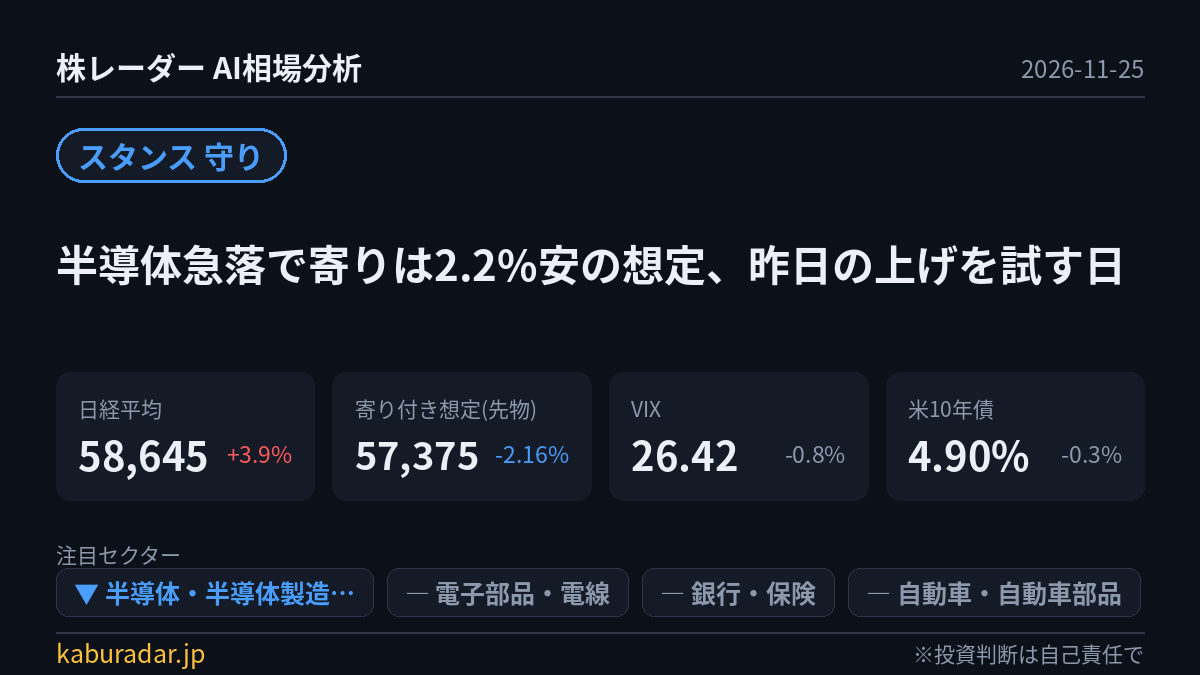 株レーダー AI相場分析
2026-11-25
スタンス 守り
半導体急落で寄りは2.2%安の想定、昨日の上げを試す日
日経平均
58,645 +3.9%
寄り付き想定(先物)
57,375 -2.16%
VIX
26.42 -0.8%
米10年債
4.90% -0.3%
注目セクター
▼ 半導体・半導体製造…
― 電子部品・電線
― 銀行・保険
― 自動車・自動車部品
kaburadar.jp
※投資判断は自己責任で